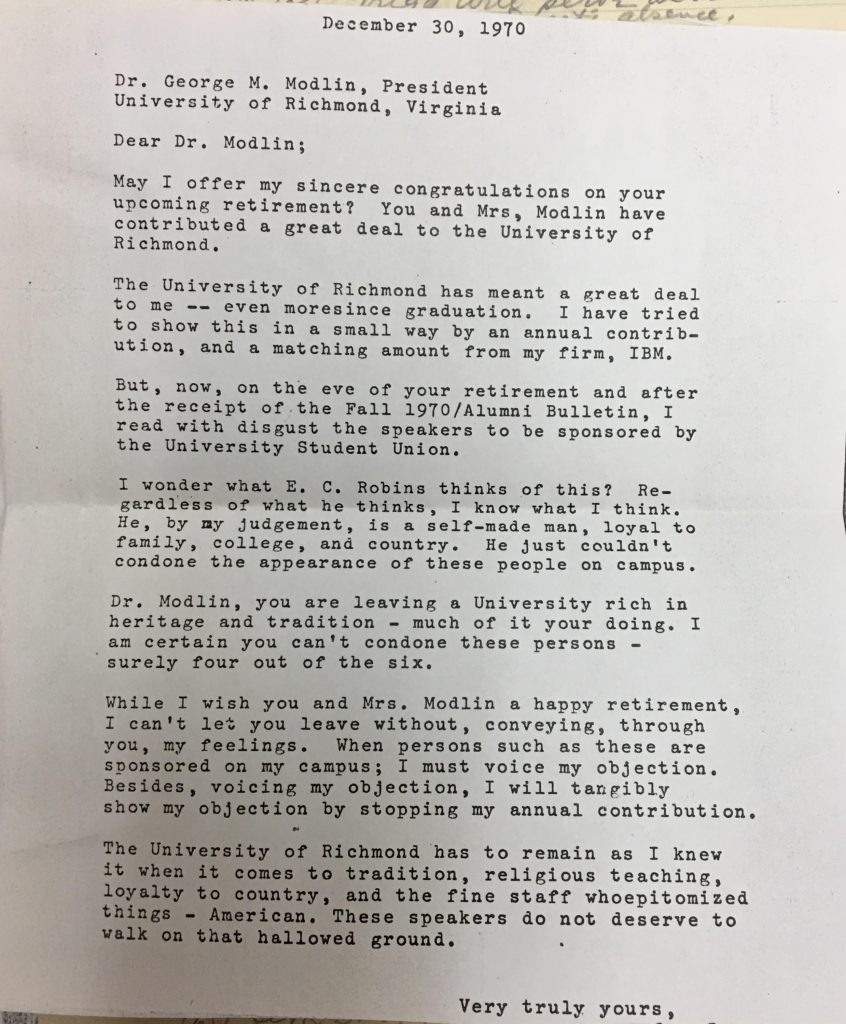 absence.
December 30, 1970
Dr. George M. Modlin, President
University of Richmond, Virginia
Dear Dr. Modlin;
May I offer my sincere congratulations on your
upcoming retirement?  You and Mrs, Modlin have
contributed a great deal to the University of
Richmond.
The University of Richmond has meant a great deal
to me -- even moresince graduation.  I have tried
to show this in a small way by an annual contrib-
ution, and a matching amount from my firm, IBM.
But, now, on the eve of your retirement and after
the receipt of the Fall 1970/Alumni Bulletin, I
read with disgust the speakers to be sponsored by
the University Student Union.
I wonder what E. C. Robins thinks of this?  Re-
gardless of what he thinks, I know what I think.
He, by my judgement, is a self-made man, loyal to
family, college, and country.  He just couldn't
condone the appearance of these people on campus.
Dr. Modlin, you are leaving a University rich in
heritage and tradition - much of it your doing. I
am certain you can't condone these persons -
surely four out of the six.
While I wish you and Mrs. Modlin a happy retirement,
I can't let you leave without, conveying, through
you, my feelings.  When persons such as these are
sponsored on my campus; I must voice my objection.
Besides, voicing my objection, I will tangibly
show my objection by stopping my annual contribution.
The University of Richmond has to remain as I knew
it when it comes to tradition, religious teaching,
loyalty to country, and the fine staff whoepitomized
things - American. These speakers do not deserve to
walk on that hallowed ground.
Very truly yours,